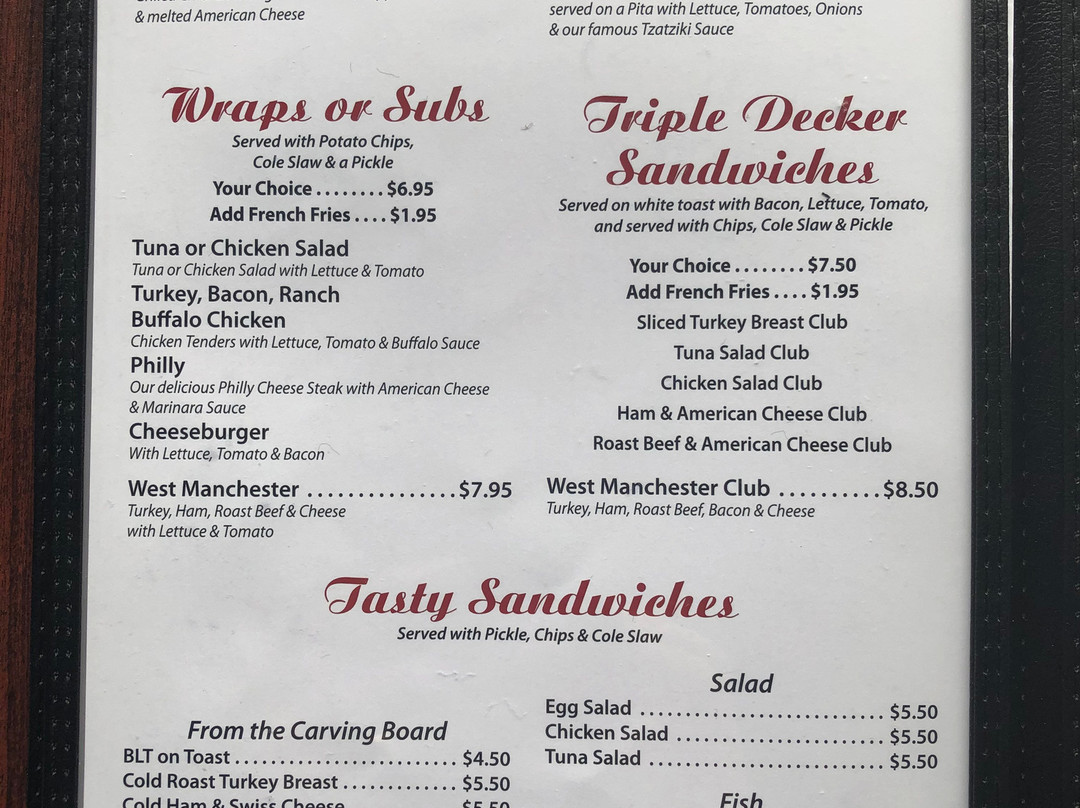 & melted American Cheese
served on a Pita with Lettuce, Tomatoes, Onions
& our famous Tzatziki Sauce
Wraps or Subs
Served with Potato Chips,
Cole Slaw & a Pickle
Your Choice ........ $6.95
Add French Fries .... $1.95
Tuna or Chicken Salad
Tuna or Chicken Salad with Lettuce & Tomato
Turkey, Bacon, Ranch
Buffalo Chicken
Chicken Tenders with Lettuce, Tomato & Buffalo Sauce
Philly
Our delicious Philly Cheese Steak with American Cheese
& Marinara Sauce
Cheeseburger
With Lettuce, Tomato & Bacon
West Manchester ...............$7.95
Turkey, Ham, Roast Beef & Cheese
with Lettuce & Tomato
Triple Decker
Sandwiches
Served on white toast with Bacon, Lettuce, Tomato,
and served with Chips, Cole Slaw & Pickle
Your Choice ........ $7.50
Add French Fries .... $1.95
Sliced Turkey Breast Club
Tuna Salad Club
Chicken Salad Club
Ham & American Cheese Club
Roast Beef & American Cheese Club
West Manchester Club ..........$8.50
Turkey, Ham, Roast Beef, Bacon & Cheese
Tasty Sandwiches
Served with Pickle, Chips & Cole Slaw
From the Carving Board
BLT on Toast ........................... $4.50
Cold Roast Turkey Breast .............. $5.50
Cold Ham & Swiss Cheese $5.50
Salad
Egg Salad ............................. $5.50
Chicken Salad ......................... $5.50
Tuna Salad ............................ $5.50
Fish